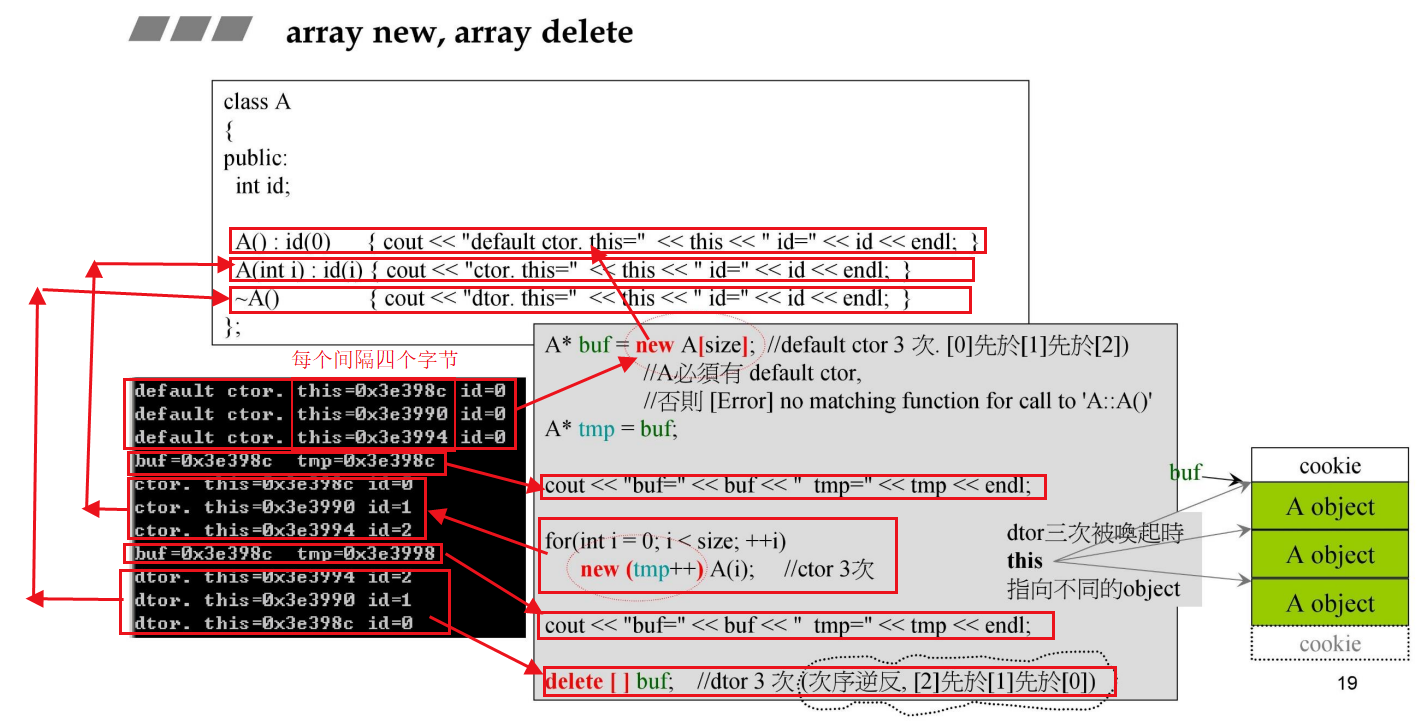 array new, array delete
class A
{
public:
int id;
A() : id(0) { cout << "default ctor. this=" << this << " id=" << id << endl; }
A(int i) : id(i) { cout << "ctor. this=" << this << " id=" << id << endl; }
~A() { cout << "dtor. this=" << this << " id=" << id << endl; }
};
每个间隔四个字节
default ctor. this=0x3e398c id=0
default ctor. this=0x3e3990 id=0
default ctor. this=0x3e3994 id=0
buf=0x3e398c tmp=0x3e398c
ctor. this=0x3e398c id=0
ctor. this=0x3e3990 id=1
ctor. this=0x3e3994 id=2
buf=0x3e398c tmp=0x3e3998
dtor. this=0x3e3994 id=2
dtor. this=0x3e3990 id=1
dtor. this=0x3e398c id=0
A* buf = new A[size]; //default ctor 3 次. [0]先於[1]先於[2])
//A必須有 default ctor,
//否則 [Error] no matching function for call to 'A::A()'
A* tmp = buf;
cout << "buf=" << buf << " tmp=" << tmp << endl;
for(int i = 0; i < size; ++i)
new (tmp++) A(i); //ctor 3次
cout << "buf=" << buf << " tmp=" << tmp << endl;
delete [ ] buf; //dtor 3 次 (次序逆反, [2]先於[1]先於[0])
buf
dtor三次被喚起時
this
指向不同的object
cookie
A object
A object
A object
cookie
19